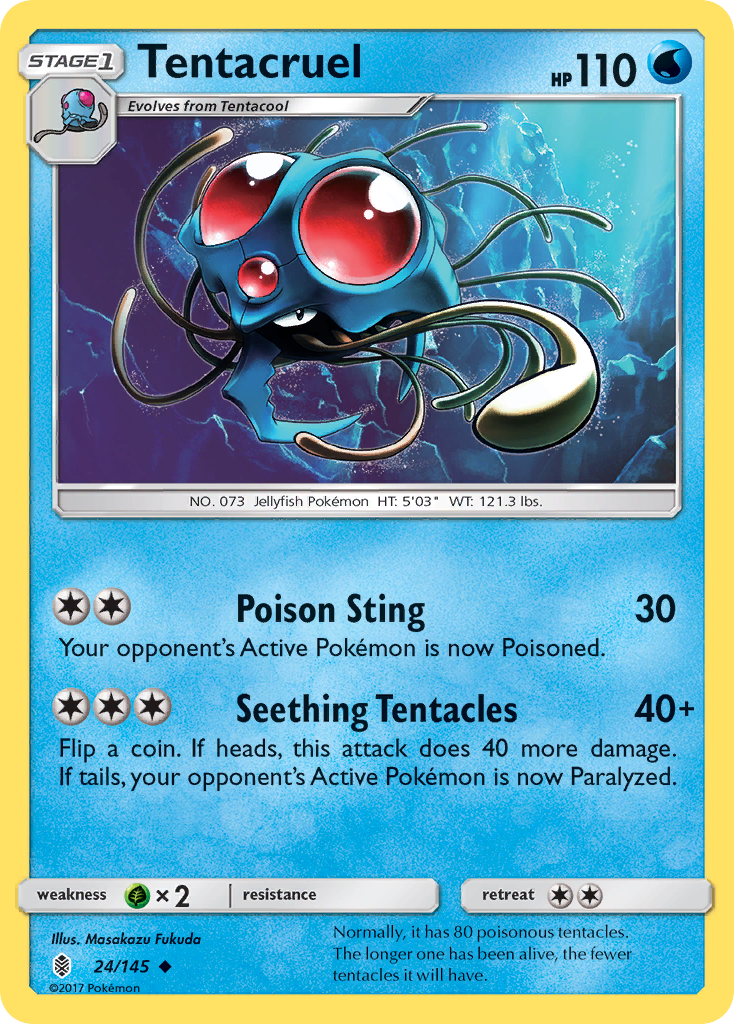 STAGE1
Tentacruel
HP 110
Evolves from Tentacool
NO. 073 Jellyfish Pokémon HT: 5'03" WT: 121.3 lbs.
Poison Sting 30
Your opponent's Active Pokémon is now Poisoned.
Seething Tentacles 40+
Flip a coin. If heads, this attack does 40 more damage.
If tails, your opponent's Active Pokémon is now Paralyzed.
weakness ×2 resistance retreat
Illus. Masakazu Fukuda
24/145
©2017 Pokémon
Normally, it has 80 poisonous tentacles.
The longer one has been alive, the fewer
tentacles it will have.